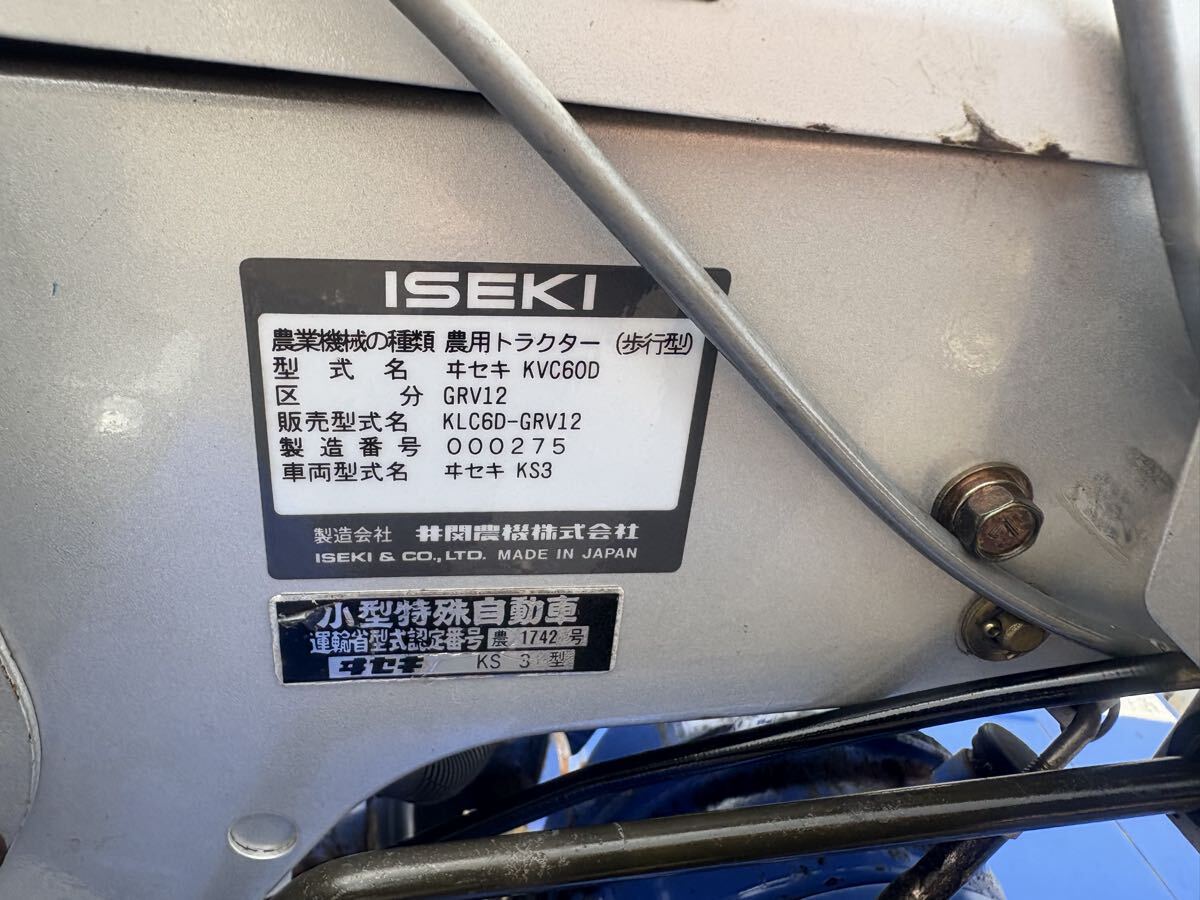 ISEKI
農業機械の種類 農用トラクター (歩行型)
型式名 ヰセキ KVC60D
区分 GRV12
販売型式名 KLC6D-GRV12
製造番号 000275
車両型式名 ヰセキ KS3
製造会社 井関農機株式会社
ISEKI & CO., LTD. MADE IN JAPAN
小型特殊自動車
運輸省型式認定番号 農 1742 号
ヰセキ KS 3 型